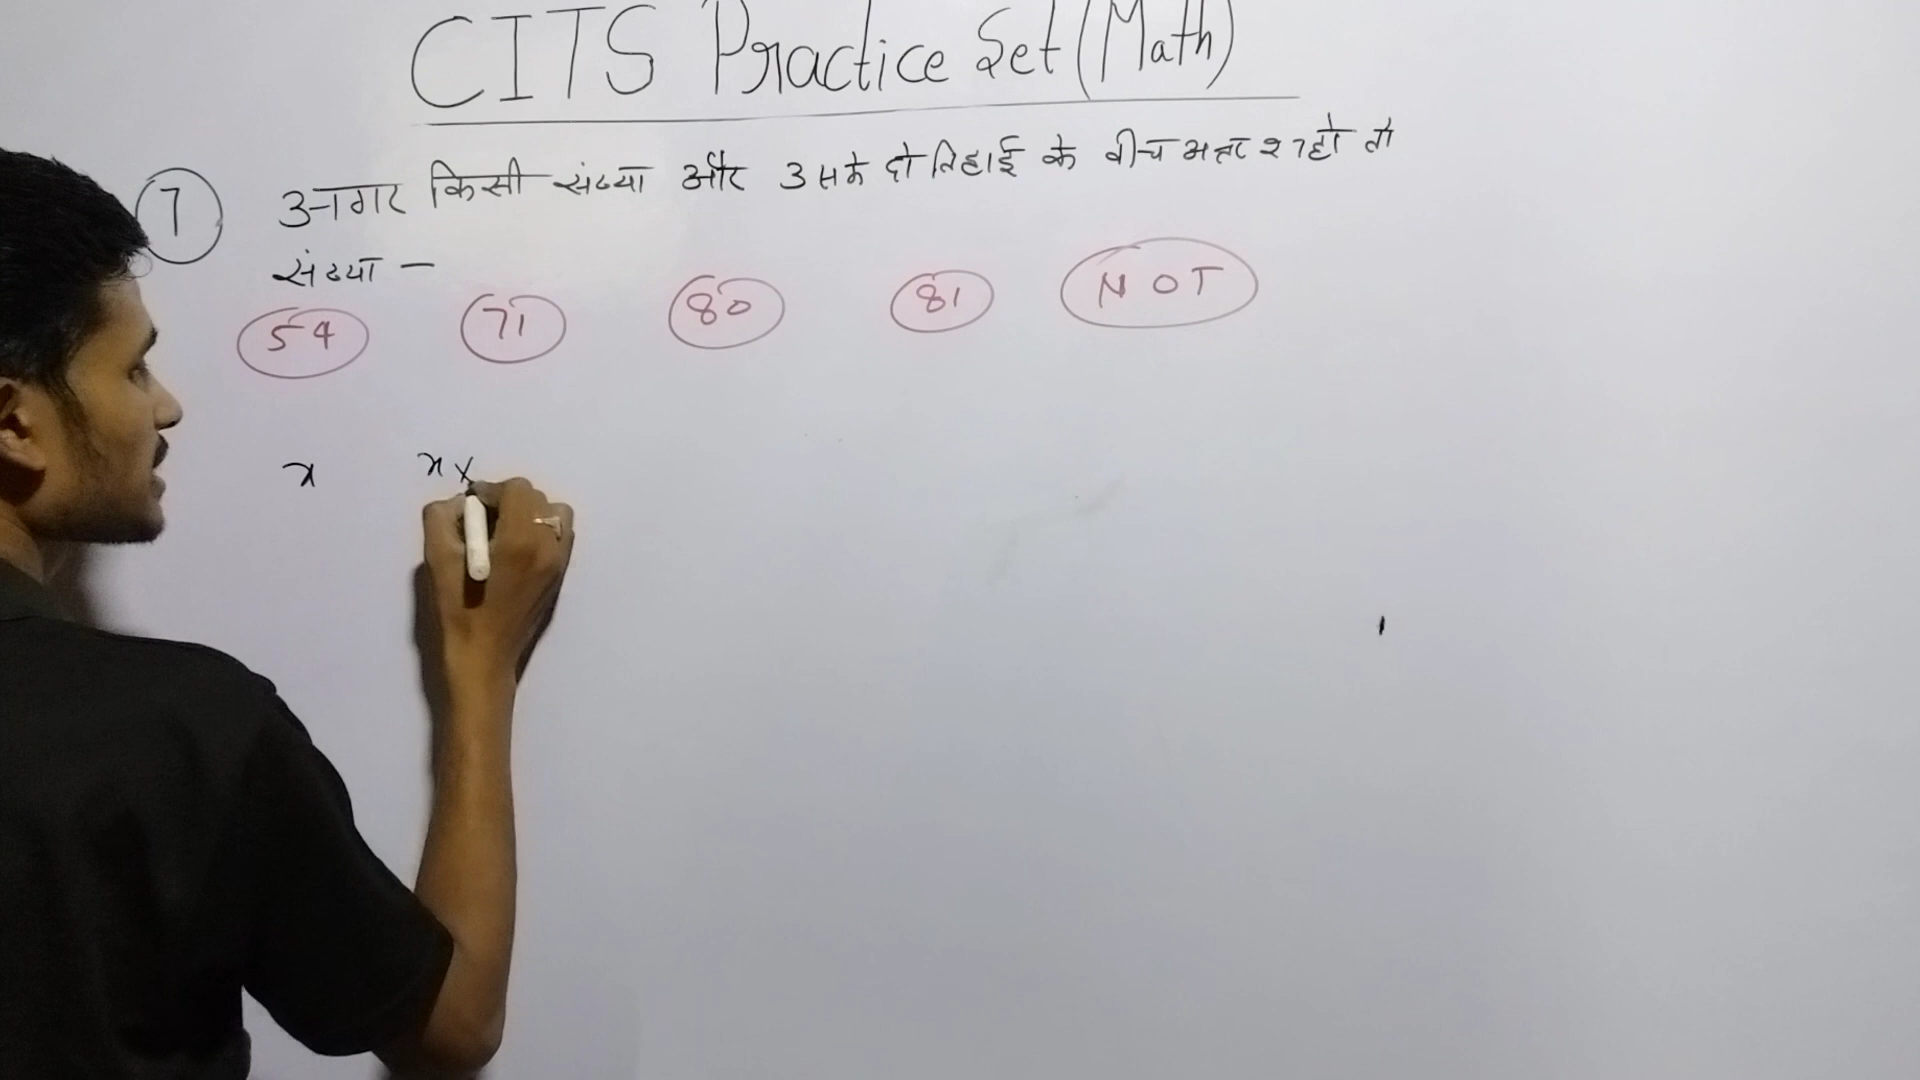 CITS Practice Set (Math)
7 अगर किसी संख्या और उसके दो तिहाई के बीच अन्तर 27 हो तो
संख्या –
54 71 80 81 NOT
x x×